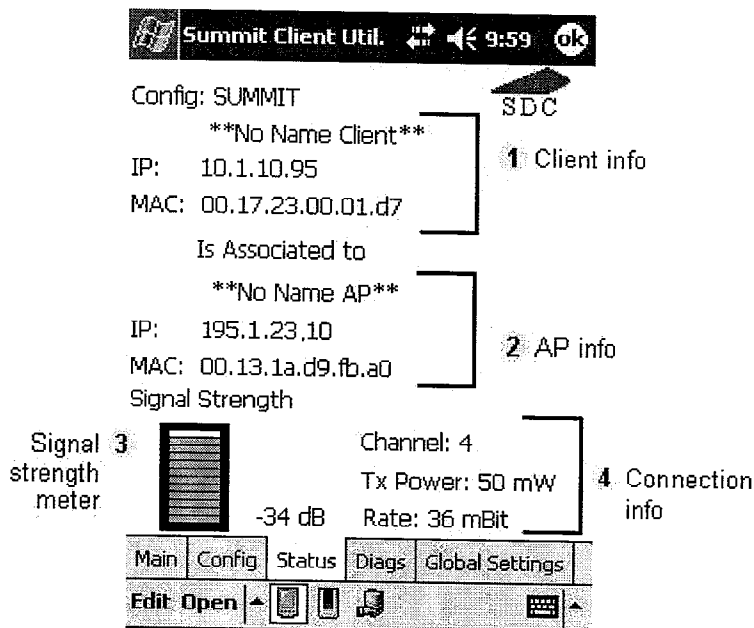 Summit Client Util. 9:59 ok
SDC
Config: SUMMIT
**No Name Client**
IP: 10.1.10.95
MAC: 00.17.23.00.01.d7
1 Client info
Is Associated to
**No Name AP**
IP: 195.1.23.10
MAC: 00.13.1a.d9.fb.a0
2 AP info
Signal Strength
Signal strength meter 3
-34 dB
Channel: 4
Tx Power: 50 mW
Rate: 36 mBit
4 Connection info
Main Config Status Diags Global Settings
Edit Open